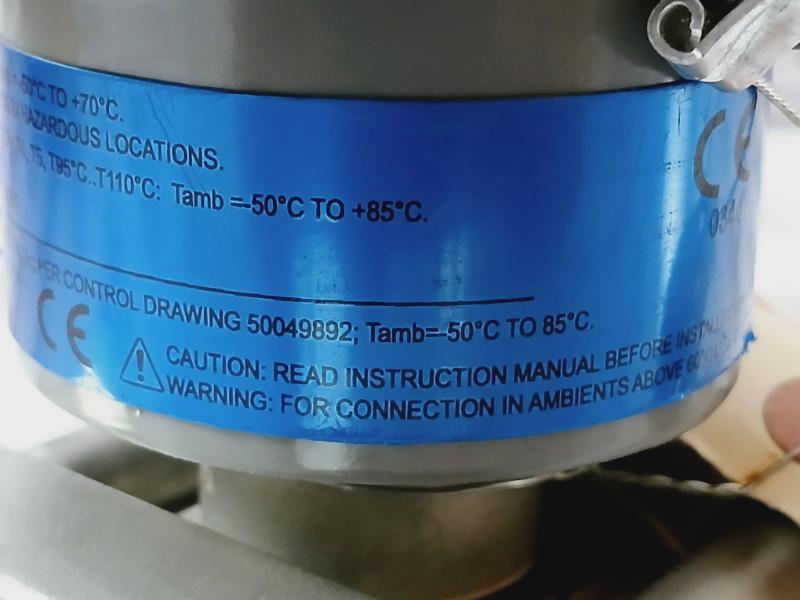 -50°C TO +70°C.
HAZARDOUS LOCATIONS.
T5, T95°C..T110°C: Tamb =-50°C TO +85°C.
CE
PER CONTROL DRAWING 50049892; Tamb=-50°C TO 85°C.
CE
CAUTION: READ INSTRUCTION MANUAL BEFORE
WARNING: FOR CONNECTION IN AMBIENTS ABOVE